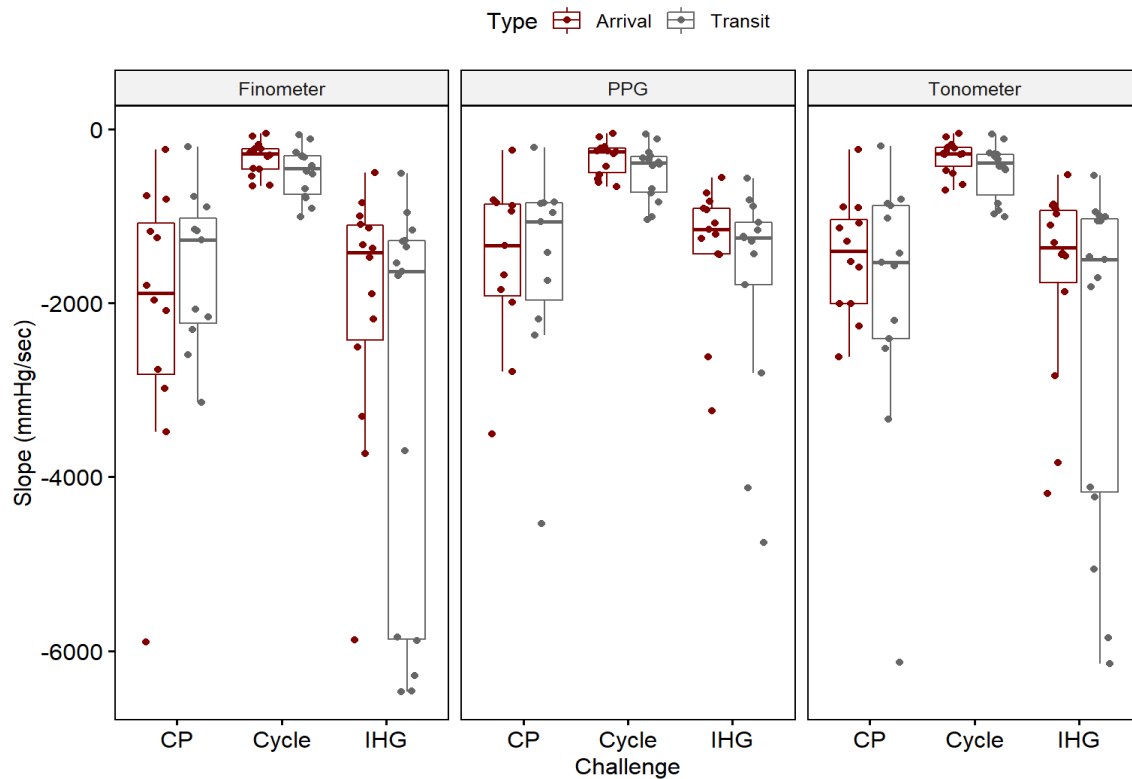 Type Arrival Transit
Finometer PPG Tonometer
0
-2000
-4000
-6000
Slope (mmHg/sec)
CP Cycle IHG CP Cycle IHG CP Cycle IHG
Challenge